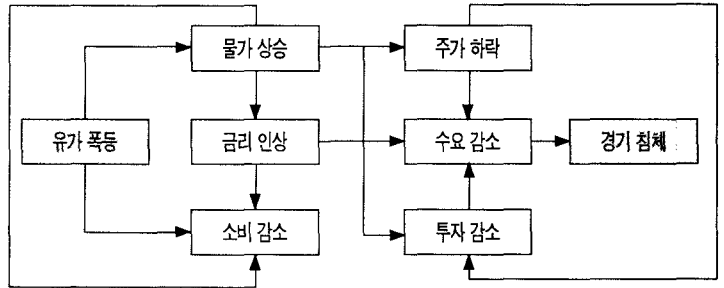 물가 상승
주가 하락
유가 폭등
금리 인상
수요 감소
경기 침체
소비 감소
투자 감소